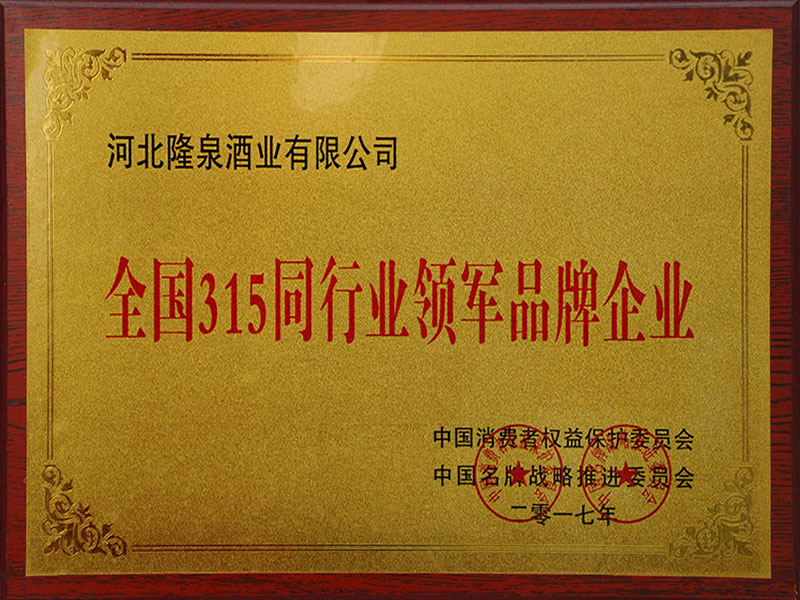 河北隆泉酒业有限公司
全国315同行业领军品牌企业
中国消费者权益保护委员会
中国名牌战略推进委员会
二零一七年